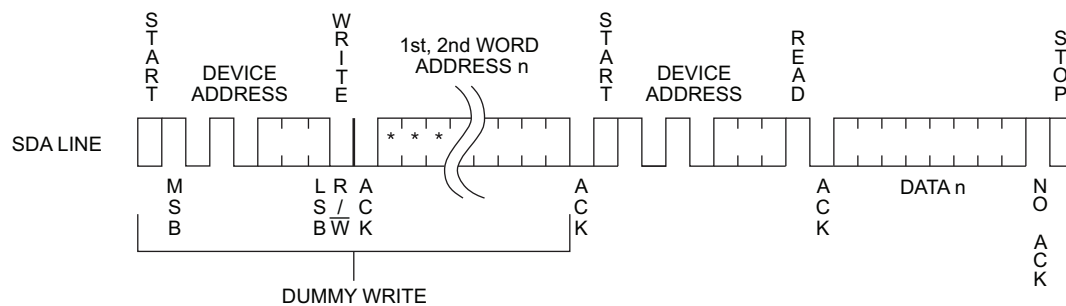 START
WRITE
START
READ
STOP
1st, 2nd WORD
ADDRESS n
DEVICE
ADDRESS
DEVICE
ADDRESS
SDA LINE
* * *
MSB
LSB
R/W
ACK
ACK
ACK
DATA n
NO ACK
DUMMY WRITE